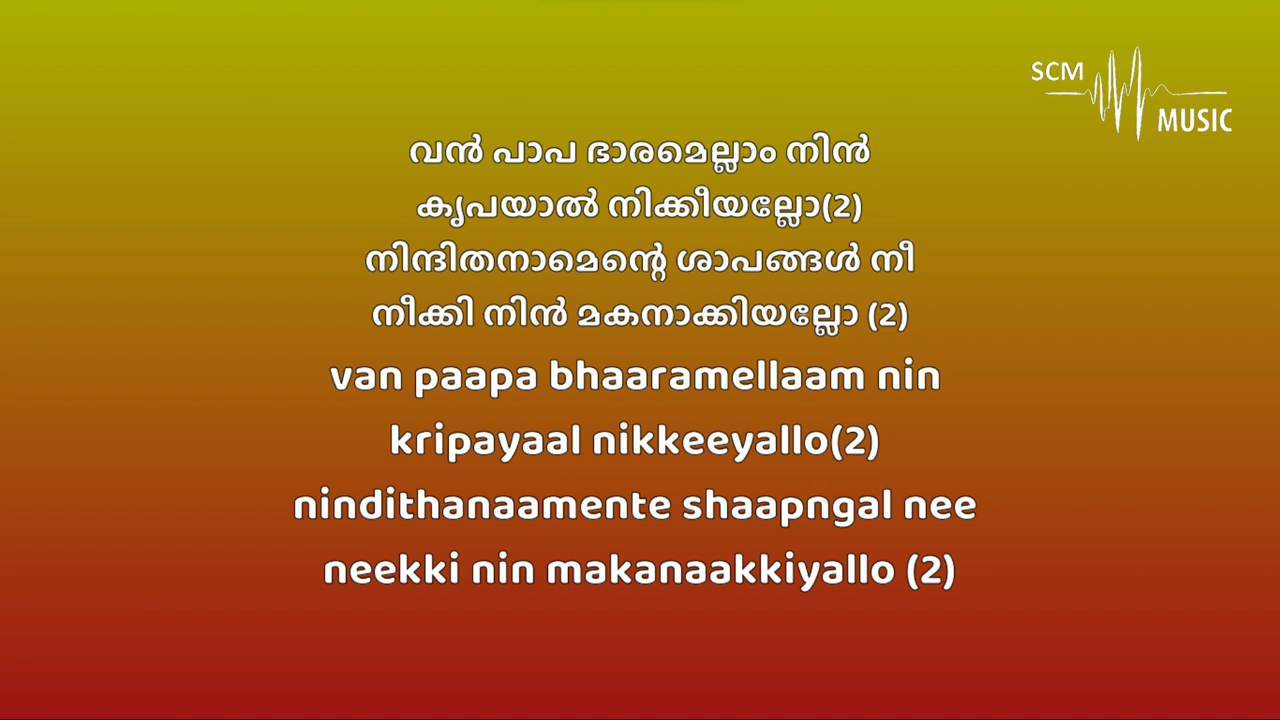 SCM
MUSIC
വൻ പാപ ഭാരമെല്ലാം നിൻ
കൃപയാൽ നിക്കീയല്ലോ(2)
നിന്ദിതനാമെന്റെ ശാപങ്ങൾ നീ
നീക്കി നിൻ മകനാക്കിയല്ലോ (2)
van paapa bhaaramellaam nin
kripayaal nikkeeyallo(2)
nindithanaamente shaapngal nee
neekki nin makanaakkiyallo (2)